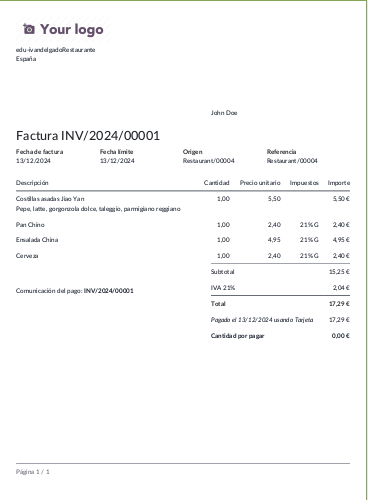 Your logo
edu-ivandelgadoRestaurante
España
John Doe
Factura INV/2024/00001
Fecha de factura Fecha límite Origen Referencia
13/12/2024 13/12/2024 Restaurant/00004 Restaurant/00004
Descripción Cantidad Precio unitario Impuestos Importe
Costillas asadas Jiao Yan 1,00 5,50 5,50 €
Pepe, latte, gorgonzola dolce, taleggio, parmigiano reggiano
Pan Chino 1,00 2,40 21% G 2,40 €
Ensalada China 1,00 4,95 21% G 4,95 €
Cerveza 1,00 2,40 21% G 2,40 €
Subtotal 15,25 €
IVA 21% 2,04 €
Comunicación del pago: INV/2024/00001
Total 17,29 €
Pagado el 13/12/2024 usando Tarjeta 17,29 €
Cantidad por pagar 0,00 €
Página 1 / 1